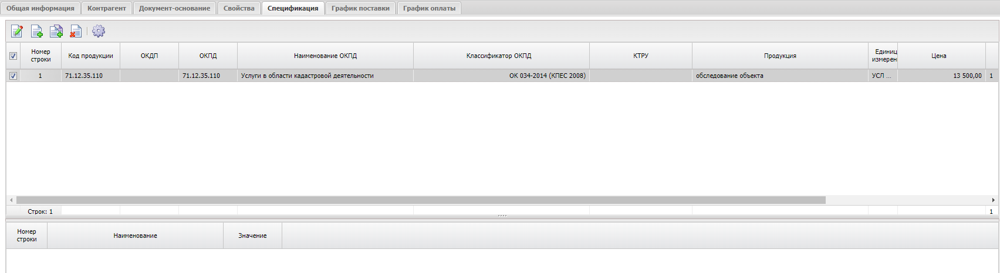 Общая информация Контрагент Документ-основание Свойства Спецификация График поставки График оплаты
Номер строки Код продукции ОКДП ОКПД Наименование ОКПД Классификатор ОКПД КТРУ Продукция Единиц измерен Цена
1 71.12.35.110 71.12.35.110 Услуги в области кадастровой деятельности ОК 034-2014 (КПЕС 2008) обследование объекта УСЛ ... 13 500,00 1
Строк: 1 1
Номер строки Наименование Значение